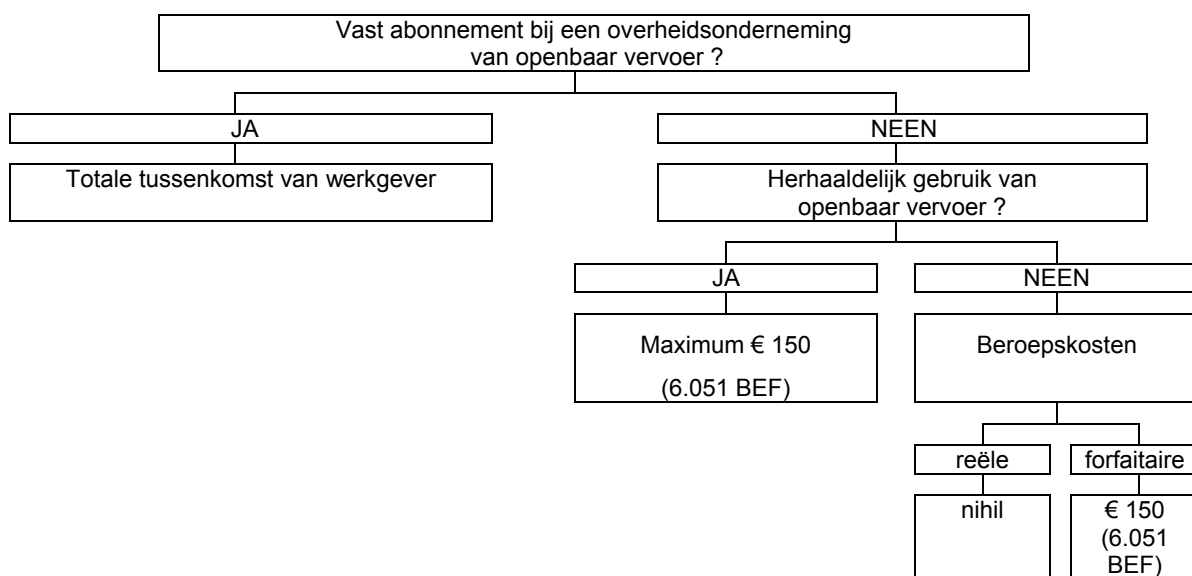 Vast abonnement bij een overheidsonderneming
van openbaar vervoer ?
JA
NEEN
Totale tussenkomst van werkgever
Herhaaldelijk gebruik van
openbaar vervoer ?
JA
NEEN
Maximum € 150
(6.051 BEF)
Beroepskosten
reële
forfaitaire
nihil
€ 150
(6.051
BEF)